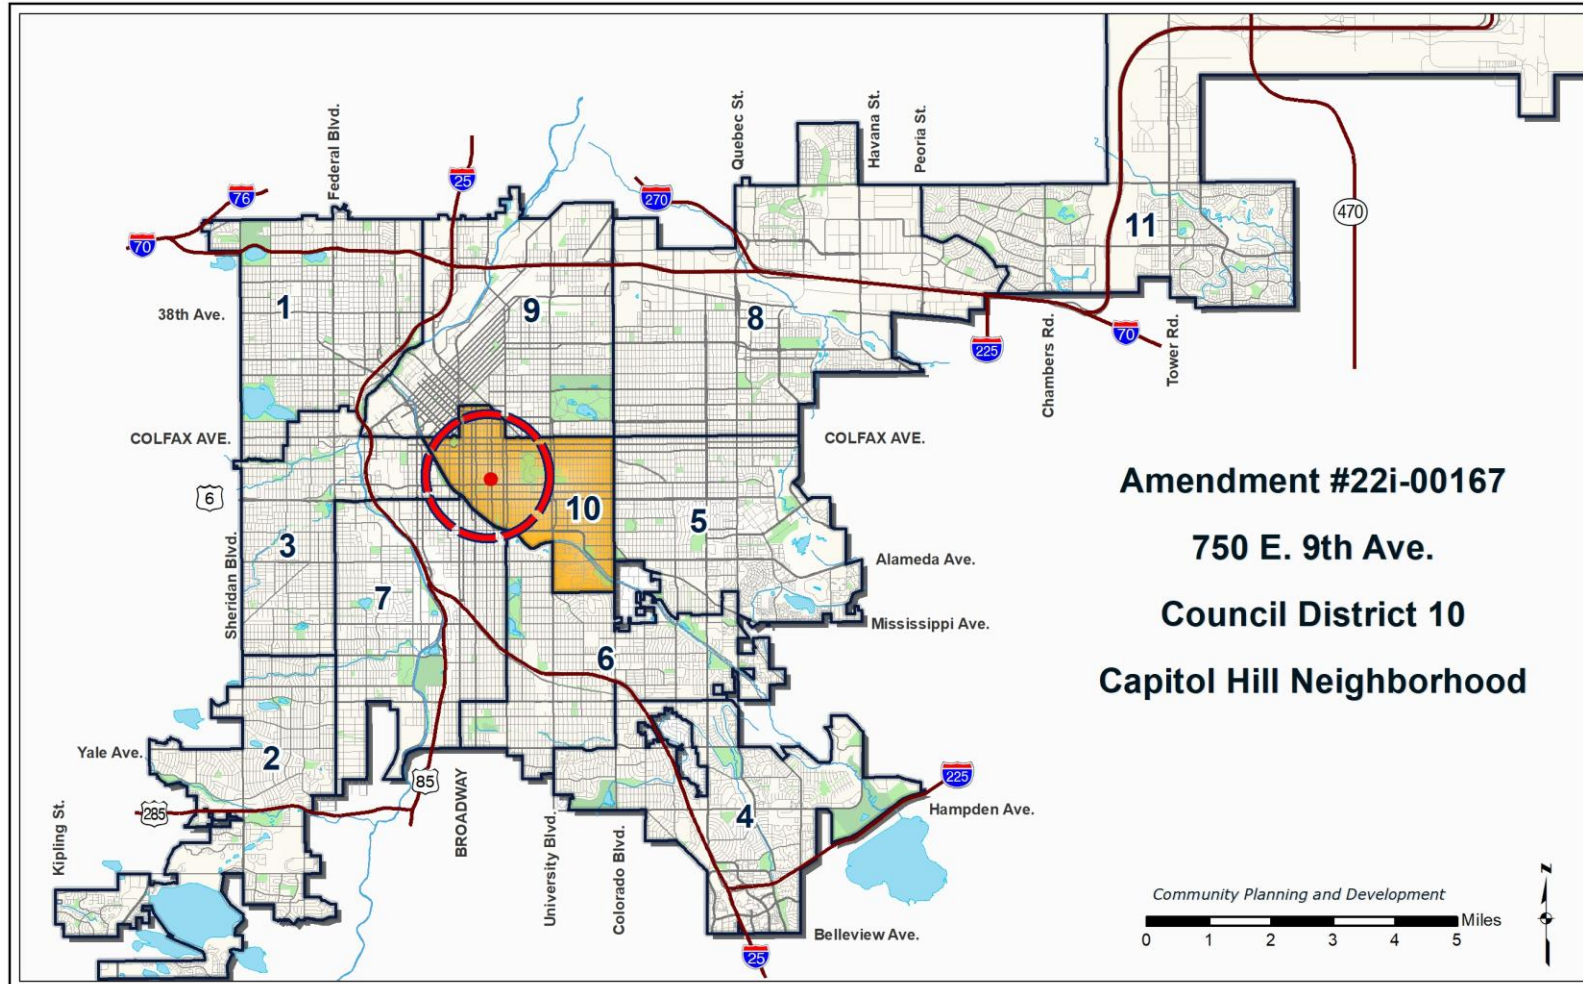 Federal Blvd.
Quebec St.
Havana St.
Peoria St.
76
25
270
70
470
11
1
9
8
38th Ave.
225
70
Chambers Rd.
Tower Rd.
COLFAX AVE.
COLFAX AVE.
6
10
5
3
7
Sheridan Blvd.
Alameda Ave.
Mississippi Ave.
6
Amendment #22i-00167
750 E. 9th Ave.
Council District 10
Capitol Hill Neighborhood
Yale Ave.
2
85
BROADWAY
225
285
Hampden Ave.
4
Kipling St.
University Blvd.
Colorado Blvd.
Belleview Ave.
25
Community Planning and Development
Miles
0 1 2 3 4 5
N